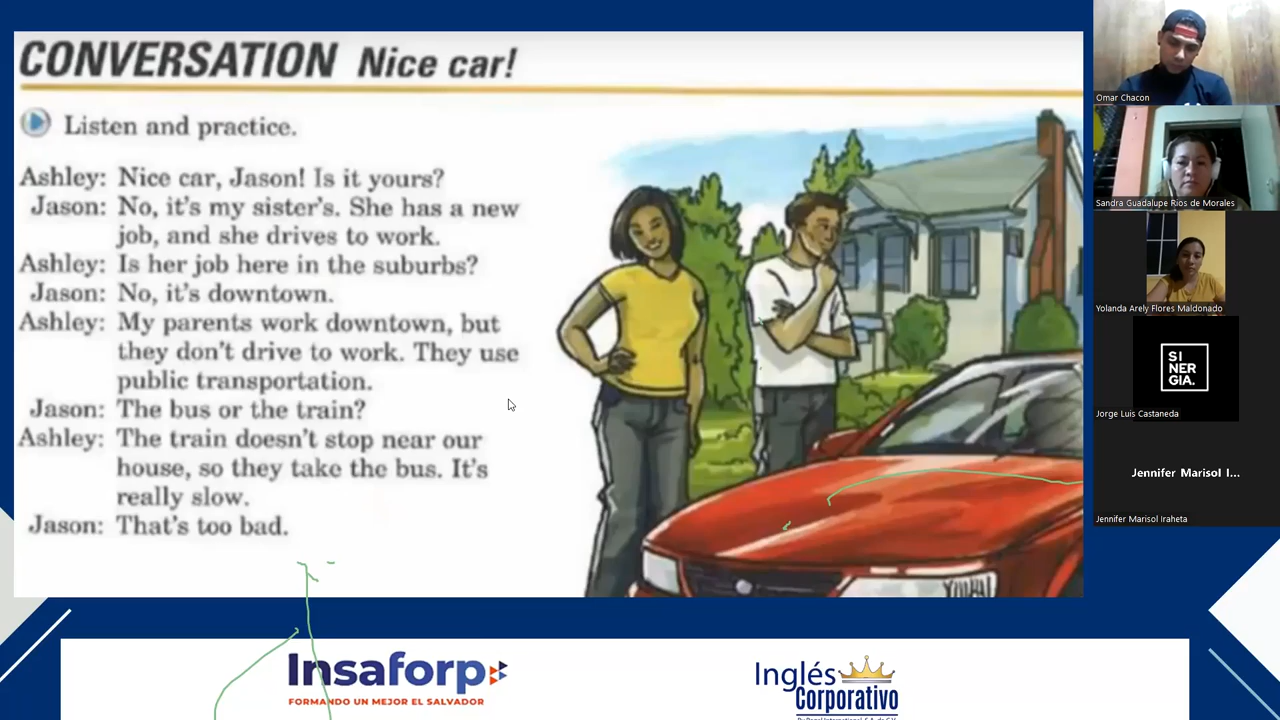 CONVERSATION Nice car!
Listen and practice.
Ashley: Nice car, Jason! Is it yours?
Jason: No, it's my sister's. She has a new
job, and she drives to work.
Ashley: Is her job here in the suburbs?
Jason: No, it's downtown.
Ashley: My parents work downtown, but
they don't drive to work. They use
public transportation.
Jason: The bus or the train?
Ashley: The train doesn't stop near our
house, so they take the bus. It's
really slow.
Jason: That's too bad.
Insaforp
FORMANDO UN MEJOR EL SALVADOR
Inglés
Corporativo
Omar Chacon
Sandra Guadalupe Rios de Morales
Yolanda Arely Flores Maldonado
SI
NER
GIA.
Jorge Luis Castaneda
Jennifer Marisol I...
Jennifer Marisol Iraheta